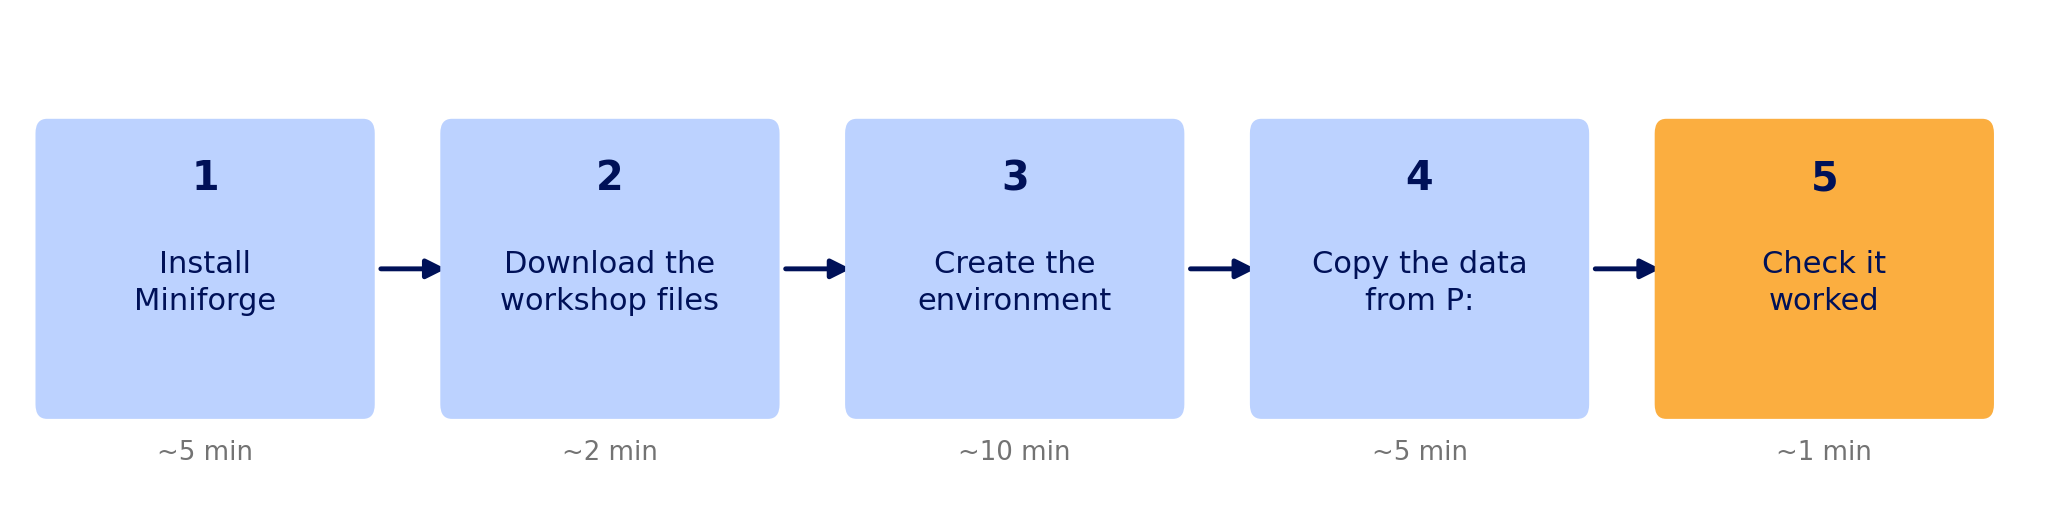 1
Install
Miniforge
~5 min
2
Download the
workshop files
~2 min
3
Create the
environment
~10 min
4
Copy the data
from P:
~5 min
5
Check it
worked
~1 min